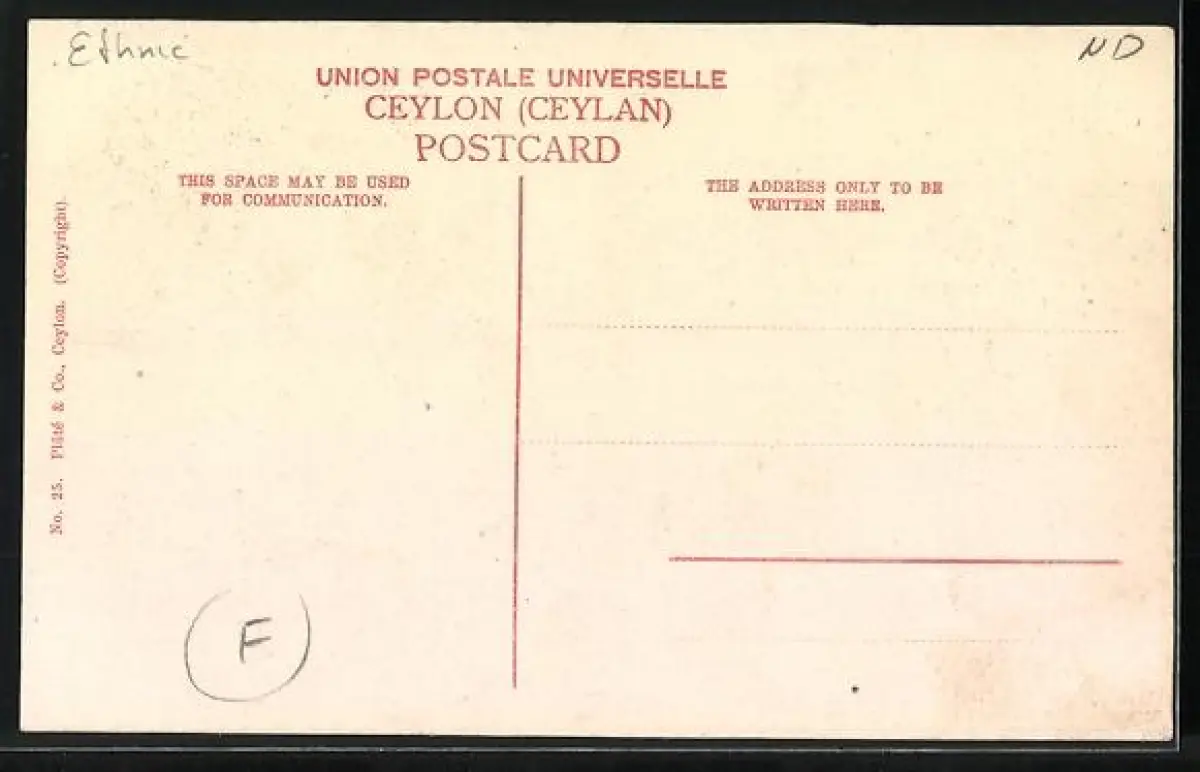 Ethnic
ND
UNION POSTALE UNIVERSELLE
CEYLON (CEYLAN)
POSTCARD
THIS SPACE MAY BE USED
FOR COMMUNICATION.
THE ADDRESS ONLY TO BE
WRITTEN HERE.
No. 25. Plâté & Co., Ceylon. (Copyright).
F